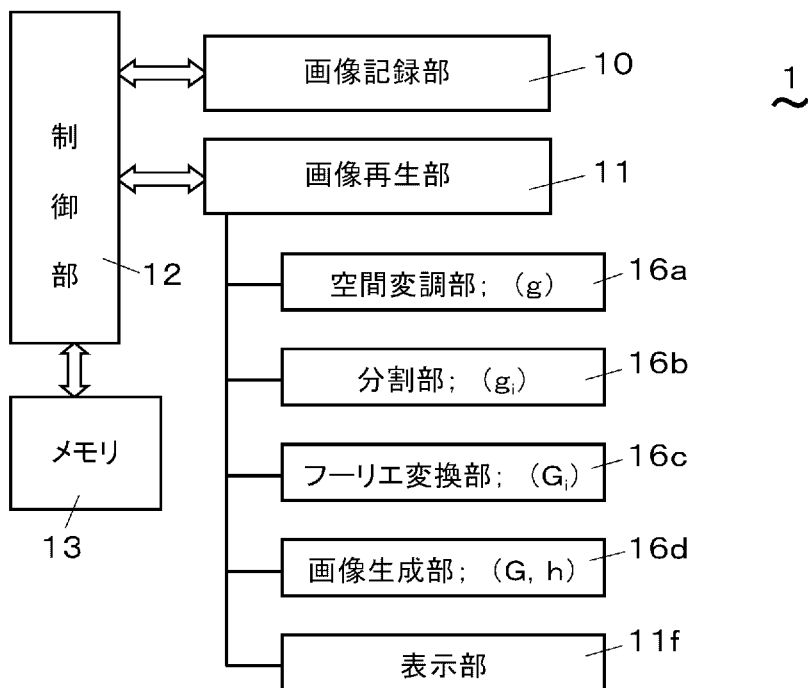 画像記録部
10
1
制御部
12
画像再生部
11
空間変調部; (g)
16a
分割部; (gᵢ)
16b
メモリ
13
フーリエ変換部; (Gᵢ)
16c
画像生成部; (G, h)
16d
表示部
11f